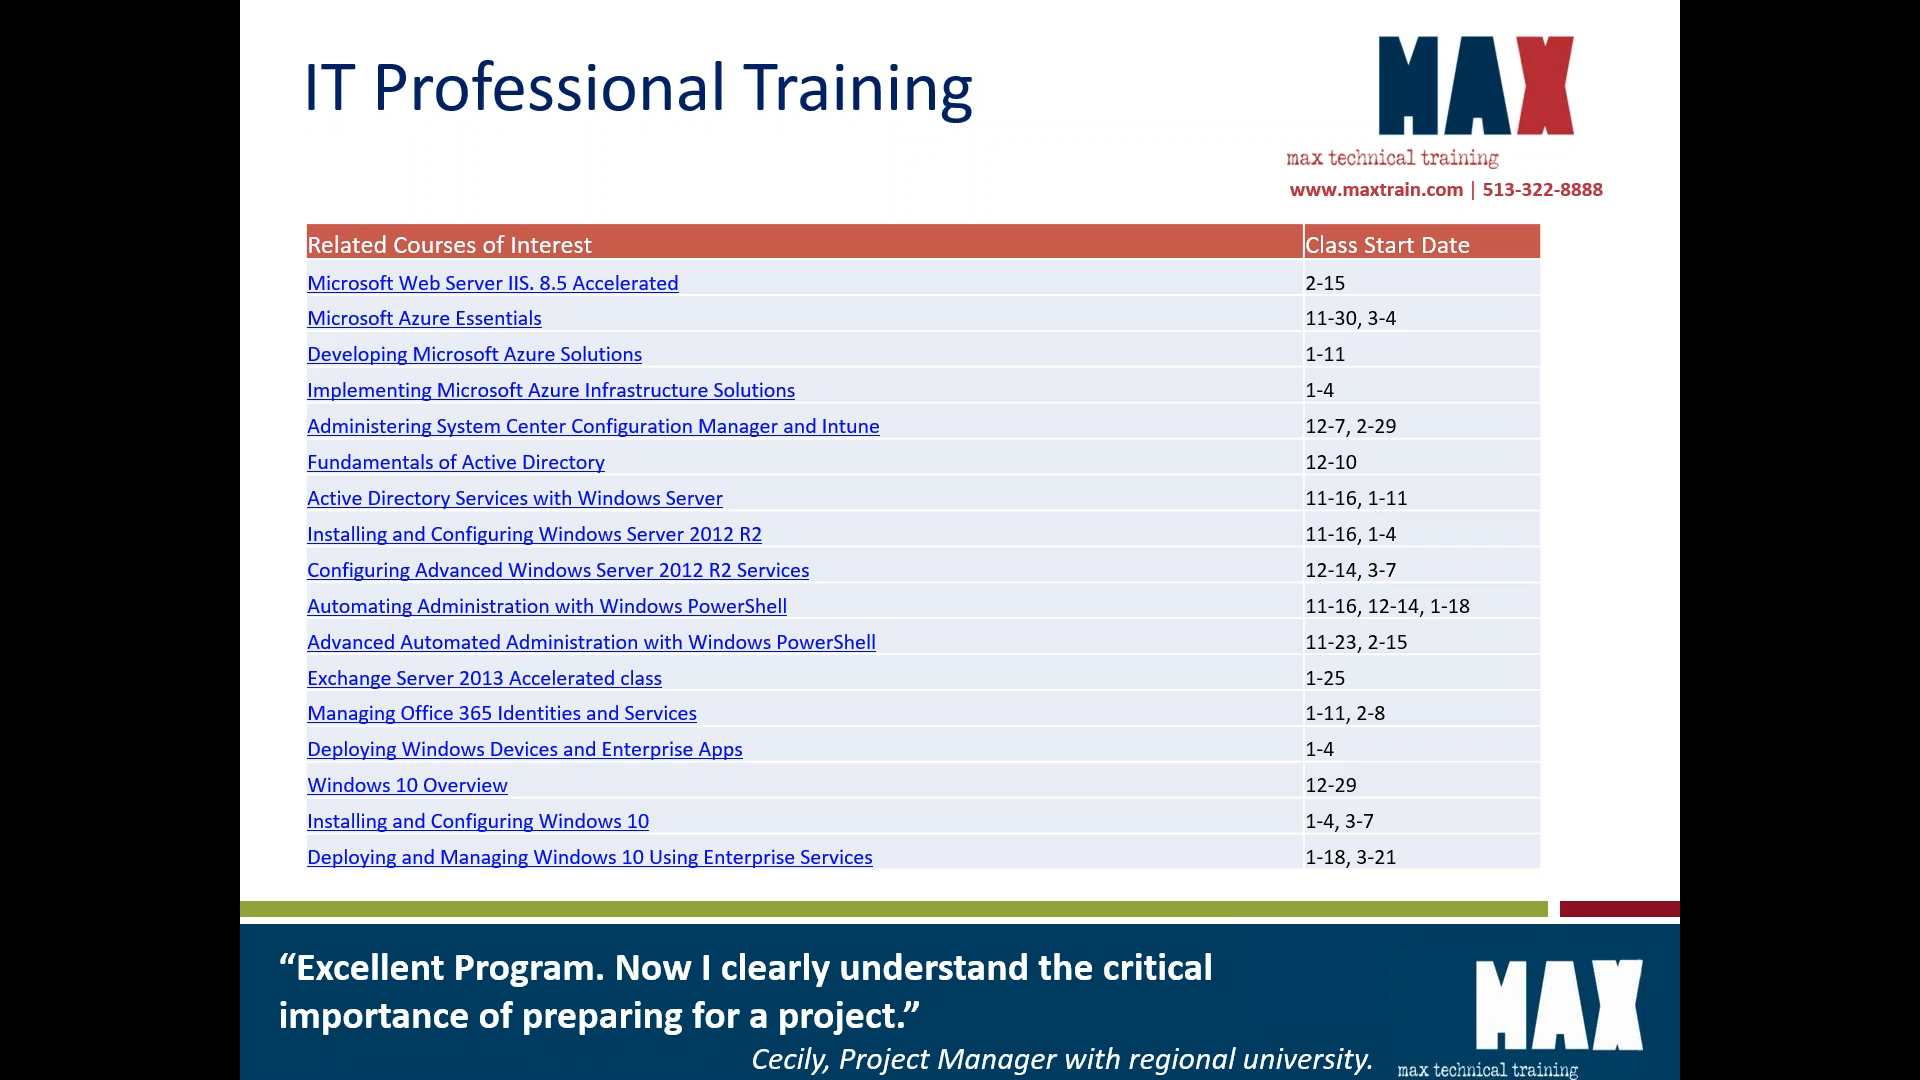 IT Professional Training
MAX
max technical training
www.maxtrain.com | 513-322-8888
Related Courses of Interest Class Start Date
Microsoft Web Server IIS. 8.5 Accelerated 2-15
Microsoft Azure Essentials 11-30, 3-4
Developing Microsoft Azure Solutions 1-11
Implementing Microsoft Azure Infrastructure Solutions 1-4
Administering System Center Configuration Manager and Intune 12-7, 2-29
Fundamentals of Active Directory 12-10
Active Directory Services with Windows Server 11-16, 1-11
Installing and Configuring Windows Server 2012 R2 11-16, 1-4
Configuring Advanced Windows Server 2012 R2 Services 12-14, 3-7
Automating Administration with Windows PowerShell 11-16, 12-14, 1-18
Advanced Automated Administration with Windows PowerShell 11-23, 2-15
Exchange Server 2013 Accelerated class 1-25
Managing Office 365 Identities and Services 1-11, 2-8
Deploying Windows Devices and Enterprise Apps 1-4
Windows 10 Overview 12-29
Installing and Configuring Windows 10 1-4, 3-7
Deploying and Managing Windows 10 Using Enterprise Services 1-18, 3-21
“Excellent Program. Now I clearly understand the critical
importance of preparing for a project.”
Cecily, Project Manager with regional university.
MAX
max technical training